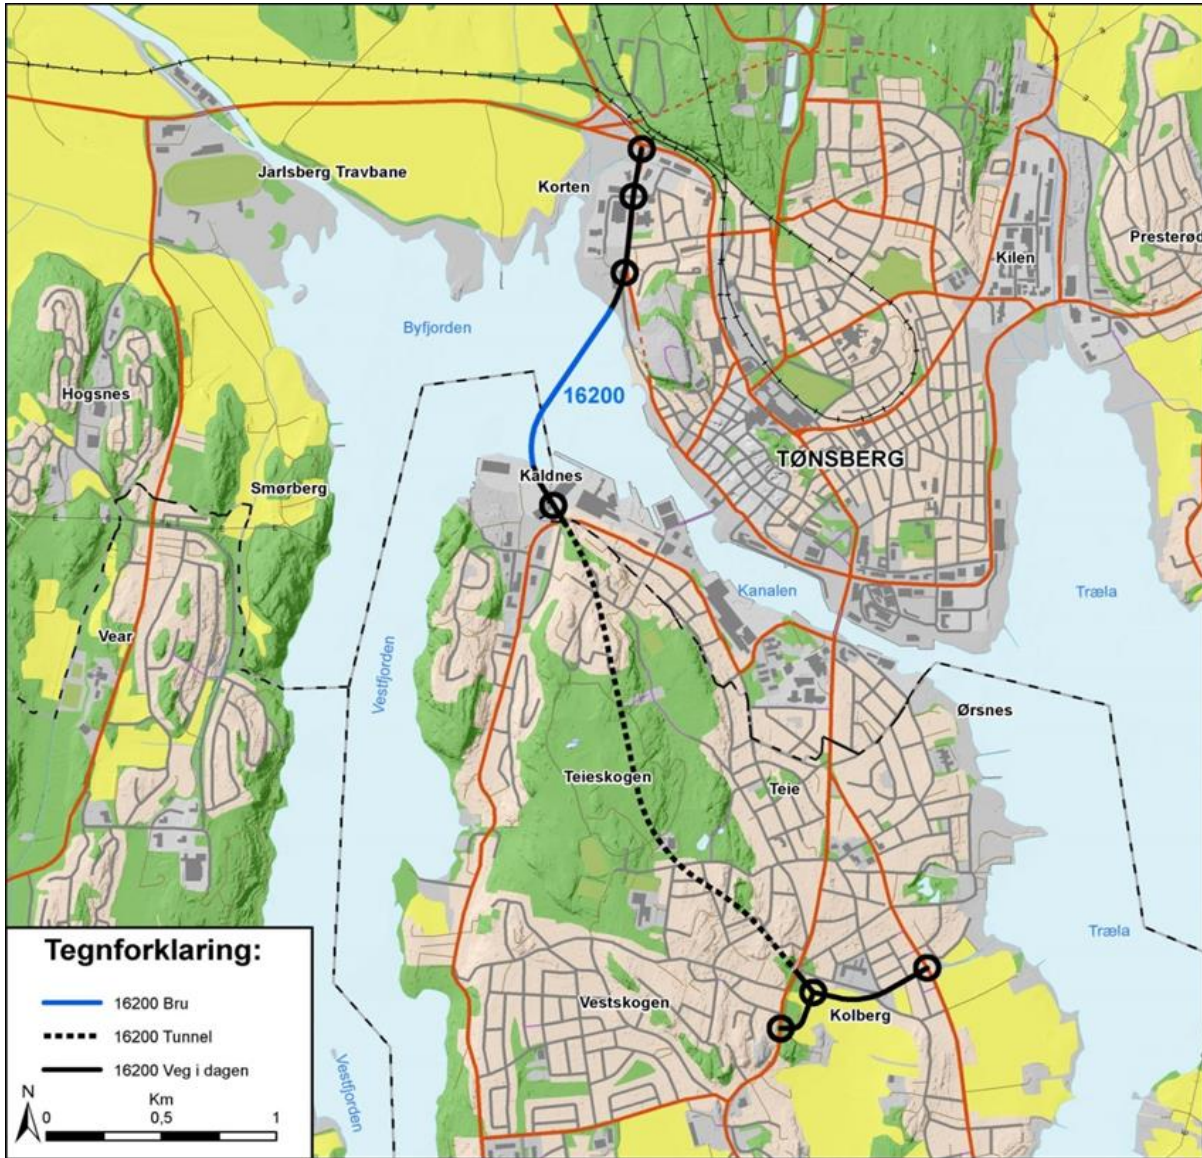 Jarlsberg Travbane
Korten
Kilen
Presterød
Byfjorden
Hogsnes
16200
TØNSBERG
Kaldnes
Smørberg
Kanalen
Træla
Vear
Vestfjorden
Ørsnes
Teieskogen
Teie
Træla
Vestskogen
Kolberg
Vestfjorden
Tegnforklaring:
16200 Bru
16200 Tunnel
16200 Veg i dagen
N
Km
0 0,5 1